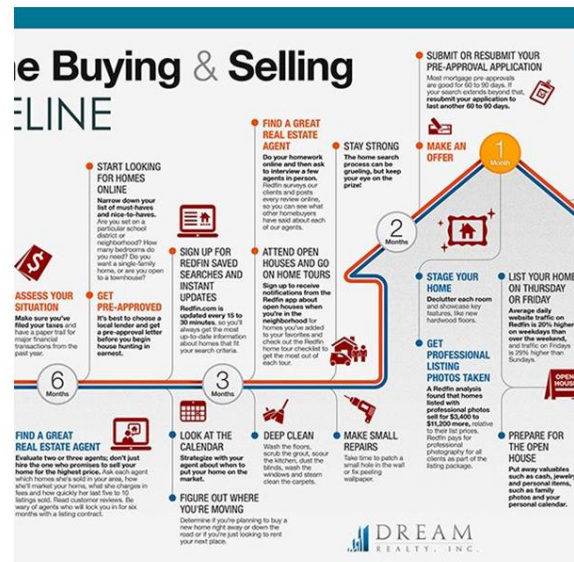 e Buying & Selling
ELINE
SUBMIT OR RESUBMIT YOUR
PRE-APPROVAL APPLICATION
Most mortgage pre-approvals
are good for 60 to 90 days. If
your search extends beyond that,
resubmit your application to
last another 60 to 90 days.
MAKE AN
OFFER
1
Month
FIND A GREAT
REAL ESTATE
AGENT
Do your homework
online and then ask
to interview a few
agents in person.
Redfin surveys our
clients and posts
every review online,
so you can see what
other homebuyers
have said about each
of our agents.
STAY STRONG
The home search
process can be
grueling, but keep
your eye on the
prize!
START LOOKING
FOR HOMES
ONLINE
Narrow down your
list of must-haves
and nice-to-haves.
Are you set on a
particular school
district or
neighborhood? How
many bedrooms do
you need? Do you
want a single-family
home, or are you open
to a townhouse?
2
Months
SIGN UP FOR
REDFIN SAVED
SEARCHES AND
INSTANT
UPDATES
Redfin.com is
updated every 15 to
30 minutes, so you'll
always get the most
up-to-date information
about homes that fit
your search criteria.
ATTEND OPEN
HOUSES AND GO
ON HOME TOURS
Sign up to receive
notifications from the
Redfin app about
open houses when
you're in the
neighborhood for
homes you've added
to your favorites and
check out the Redfin
home tour checklist to
get the most out of
each tour.
ASSESS YOUR
SITUATION
Make sure you've
filed your taxes and
have a paper trail for
major financial
transactions from the
past year.
GET
PRE-APPROVED
It's best to choose a
local lender and get
a pre-approved letter
before you begin
house hunting in
earnest.
STAGE YOUR
HOME
Declutter each room
and showcase key
features, like new
hardwood floors.
LIST YOUR HOME
ON THURSDAY
OR FRIDAY
Average daily
website traffic on
Redfin is 20% higher
on weekdays than
over the weekend,
and traffic on Fridays
is 29% higher than
Sundays.
GET
PROFESSIONAL
LISTING
PHOTOS TAKEN
A Redfin analysis
found that homes
listed with
professional photos
sell for $3,400 to
$11,200 more,
relative to their list prices.
Redfin pays for
professional
photography for all
clients as part of the
listing package.
OPEN
HOUSE
6
Months
3
Months
FIND A GREAT
REAL ESTATE AGENT
Evaluate two or three agents; don't just
hire the one who promises to sell your
home for the highest price. Ask each agent
which homes she's sold in your area, how
she'll market your home, what she charges in
fees and how quickly her last five to 10
listings sold. Read customer reviews. Be
wary of agents who will lock you in for six
months with a listing contract.
LOOK AT THE
CALENDAR
Strategize with your
agent about when to
put your home on the
market.
DEEP CLEAN
Wash the floors,
scrub the grout, scour
the kitchen, dust the
blinds, wash the
windows and steam
clean the carpets.
MAKE SMALL
REPAIRS
Take time to patch a
small hole in the wall
or fix peeling
wallpaper.
PREPARE FOR
THE OPEN
HOUSE
Put away valuables
such as cash, jewelry
and personal items,
such as family
photos and your
personal calendar.
FIGURE OUT WHERE
YOU'RE MOVING
Determine if you're planning to buy a
new home right away or down the
road or if you're just looking to rent
your next place.
DREAM
REALTY, INC.